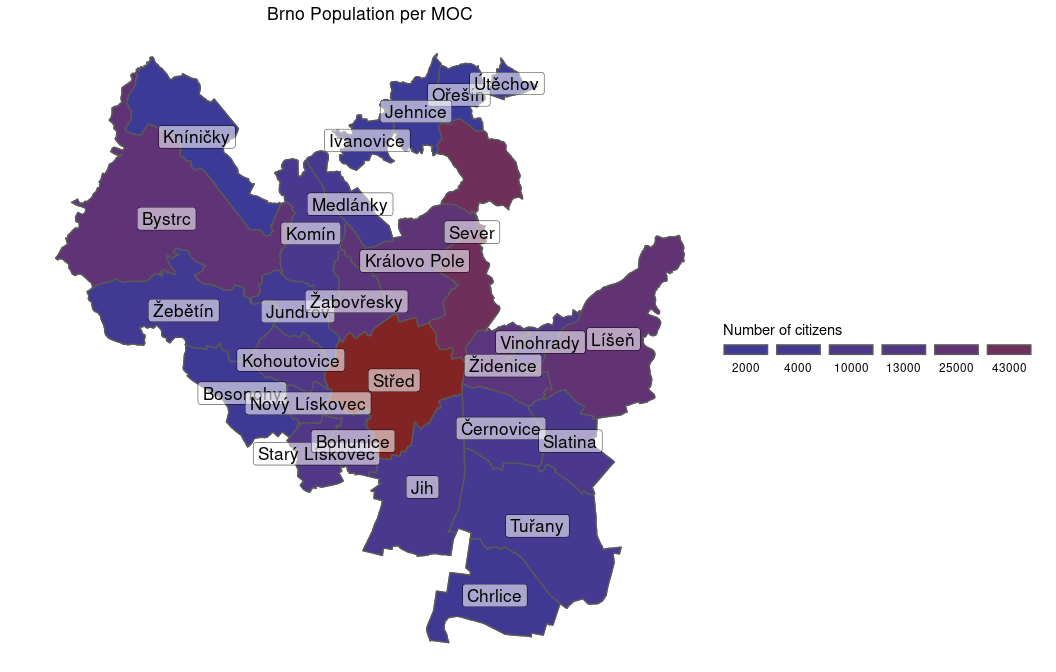 Brno Population per MOC
Útěchov
Ořešín
Jehnice
Ivanovice
Kníničky
Medlánky
Bystrc
Komín
Sever
Královo Pole
Žabovřesky
Žebětín
Jundrov
Vinohrady
Líšeň
Kohoutovice
Židenice
Střed
Bosonohy
Nový Lískovec
Černovice
Bohunice
Slatina
Starý Lískovec
Jih
Tuřany
Chrlice
Number of citizens
2000 4000 10000 13000 25000 43000